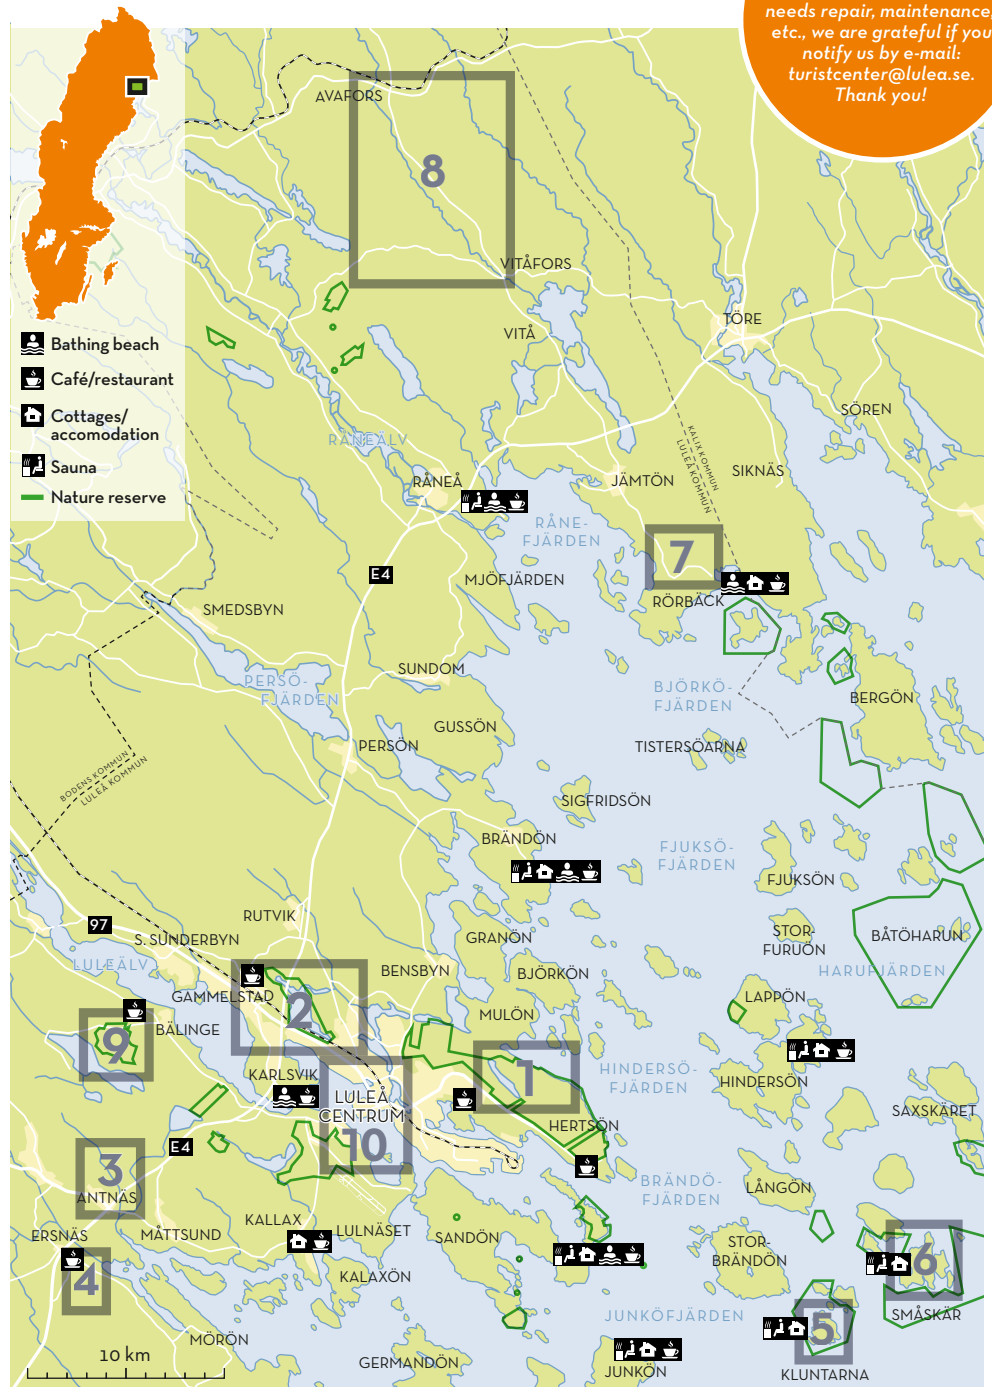 needs repair, maintenance,
etc., we are grateful if you
notify us by e-mail:
turistcenter@lulea.se.
Thank you!
AVAFORS
8
VITÅFORS
VITÅ
TÖRE
Bathing beach
Café/restaurant
Cottages/
accomodation
Sauna
Nature reserve
SÖREN
RÅNEÄLV
KALIX KOMMUN
LULEÅ KOMMUN
SIKNÄS
RÅNEÅ
JÄMTÖN
RÅNE-
FJÄRDEN
7
E4
MJÖFJÄRDEN
RÖRBÄCK
SMEDSBYN
SUNDOM
PERSÖ-
FJÄRDEN
BJÖRKÖ-
FJÄRDEN
BERGÖN
GUSSÖN
PERSÖN
TISTERSÖARNA
BODENS KOMMUN
LULEÅ KOMMUN
SIGFRIDSÖN
BRÄNDÖN
FJUKSÖ-
FJÄRDEN
FJUKSÖN
RUTVIK
97
S. SUNDERBYN
GRANÖN
STOR-
FURUÖN
BÅTÖHARUN
LULEÄLV
BENSBYN
BJÖRKÖN
HARUFJÄRDEN
GAMMELSTAD
2
LAPPÖN
MULÖN
BÄLINGE
9
KARLSVIK
1
HINDERSÖ-
FJÄRDEN
HINDERSÖN
LULEÅ
CENTRUM
SAXSKÄRET
HERTSÖN
10
E4
3
ANTNÄS
BRÄNDÖ-
FJÄRDEN
LÅNGÖN
ERSNÄS
MÅTTSUND
KALLAX
LULNÄSET
SANDÖN
STOR-
BRÄNDÖN
6
4
KALAXÖN
JUNKÖFJÄRDEN
SMÅSKÄR
5
MÖRÖN
10 km
GERMANDÖN
JUNKÖN
KLUNTARNA